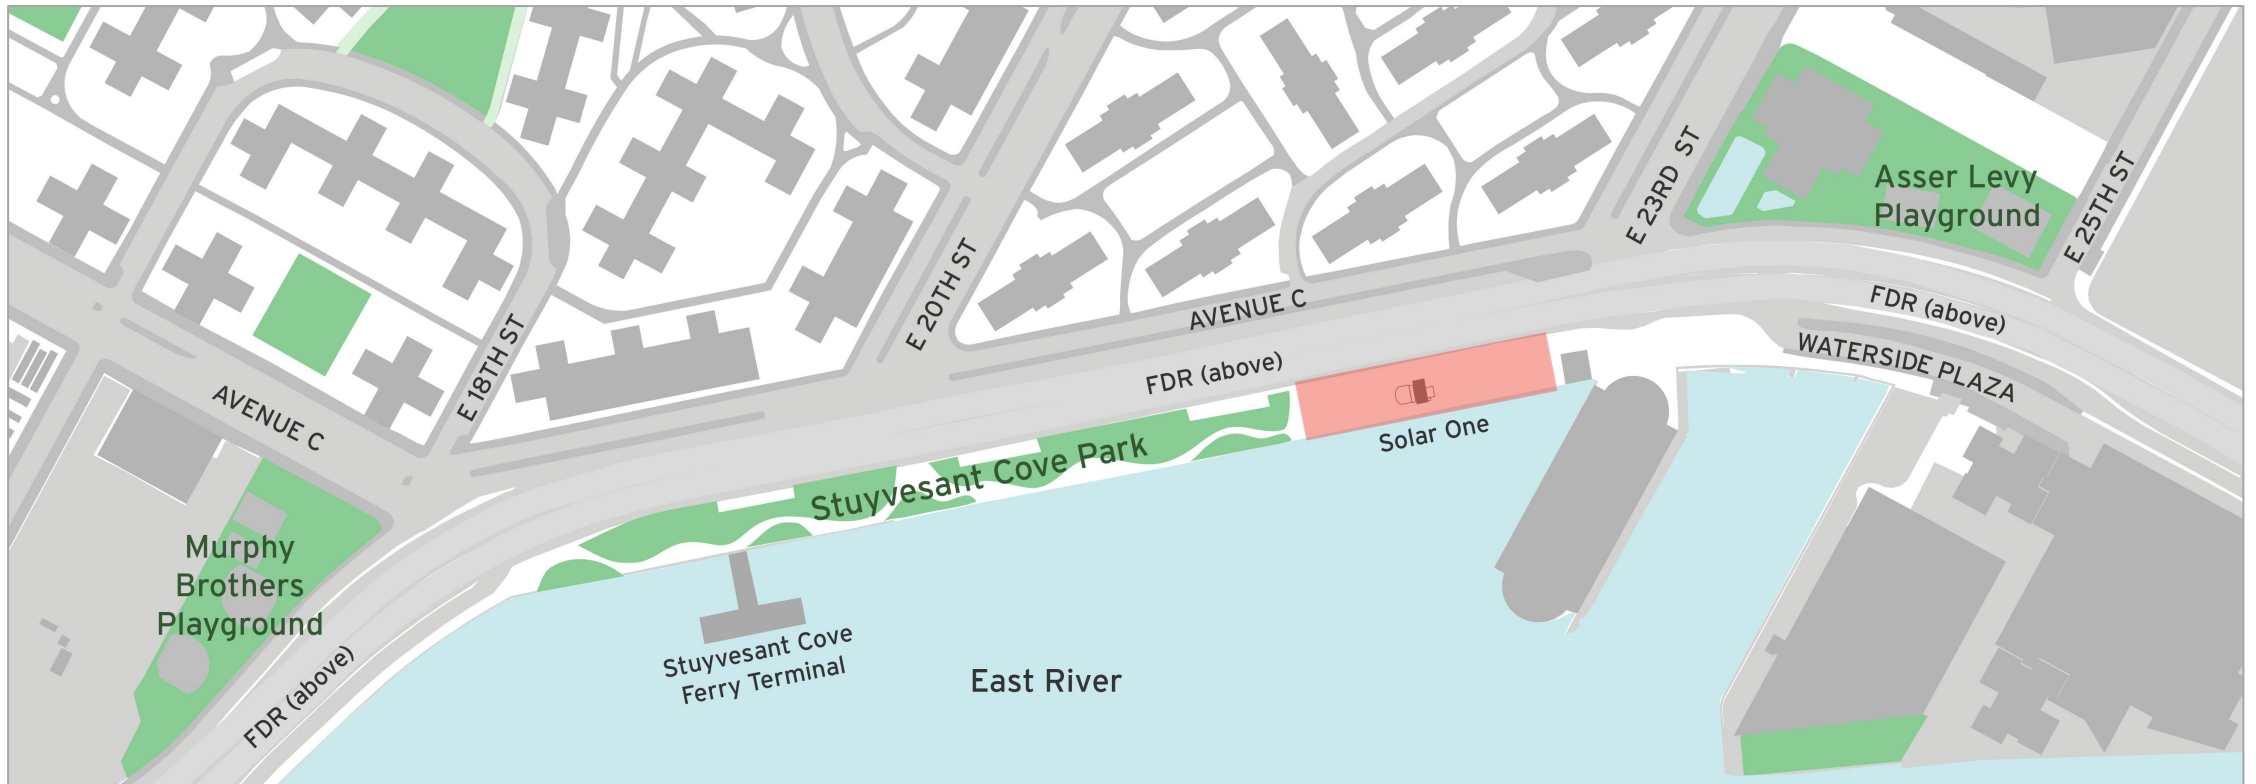 E 23RD ST
Asser Levy
Playground
E 25TH ST
E 20TH ST
AVENUE C
FDR (above)
FDR (above)
WATERSIDE PLAZA
E 18TH ST
FDR (above)
AVENUE C
Solar One
Stuyvesant Cove Park
Murphy
Brothers
Playground
Stuyvesant Cove
Ferry Terminal
East River